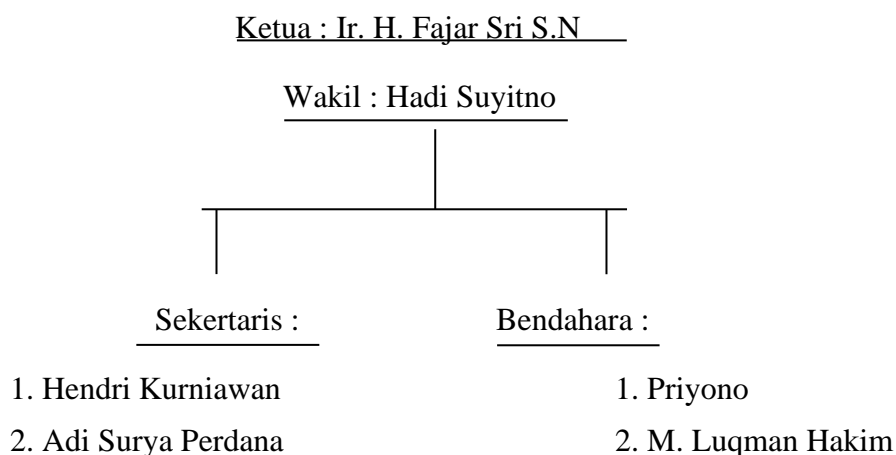 Ketua : Ir. H. Fajar Sri S.N
Wakil : Hadi Suyitno
Sekertaris :
Bendahara :
1. Hendri Kurniawan
1. Priyono
2. Adi Surya Perdana
2. M. Luqman Hakim